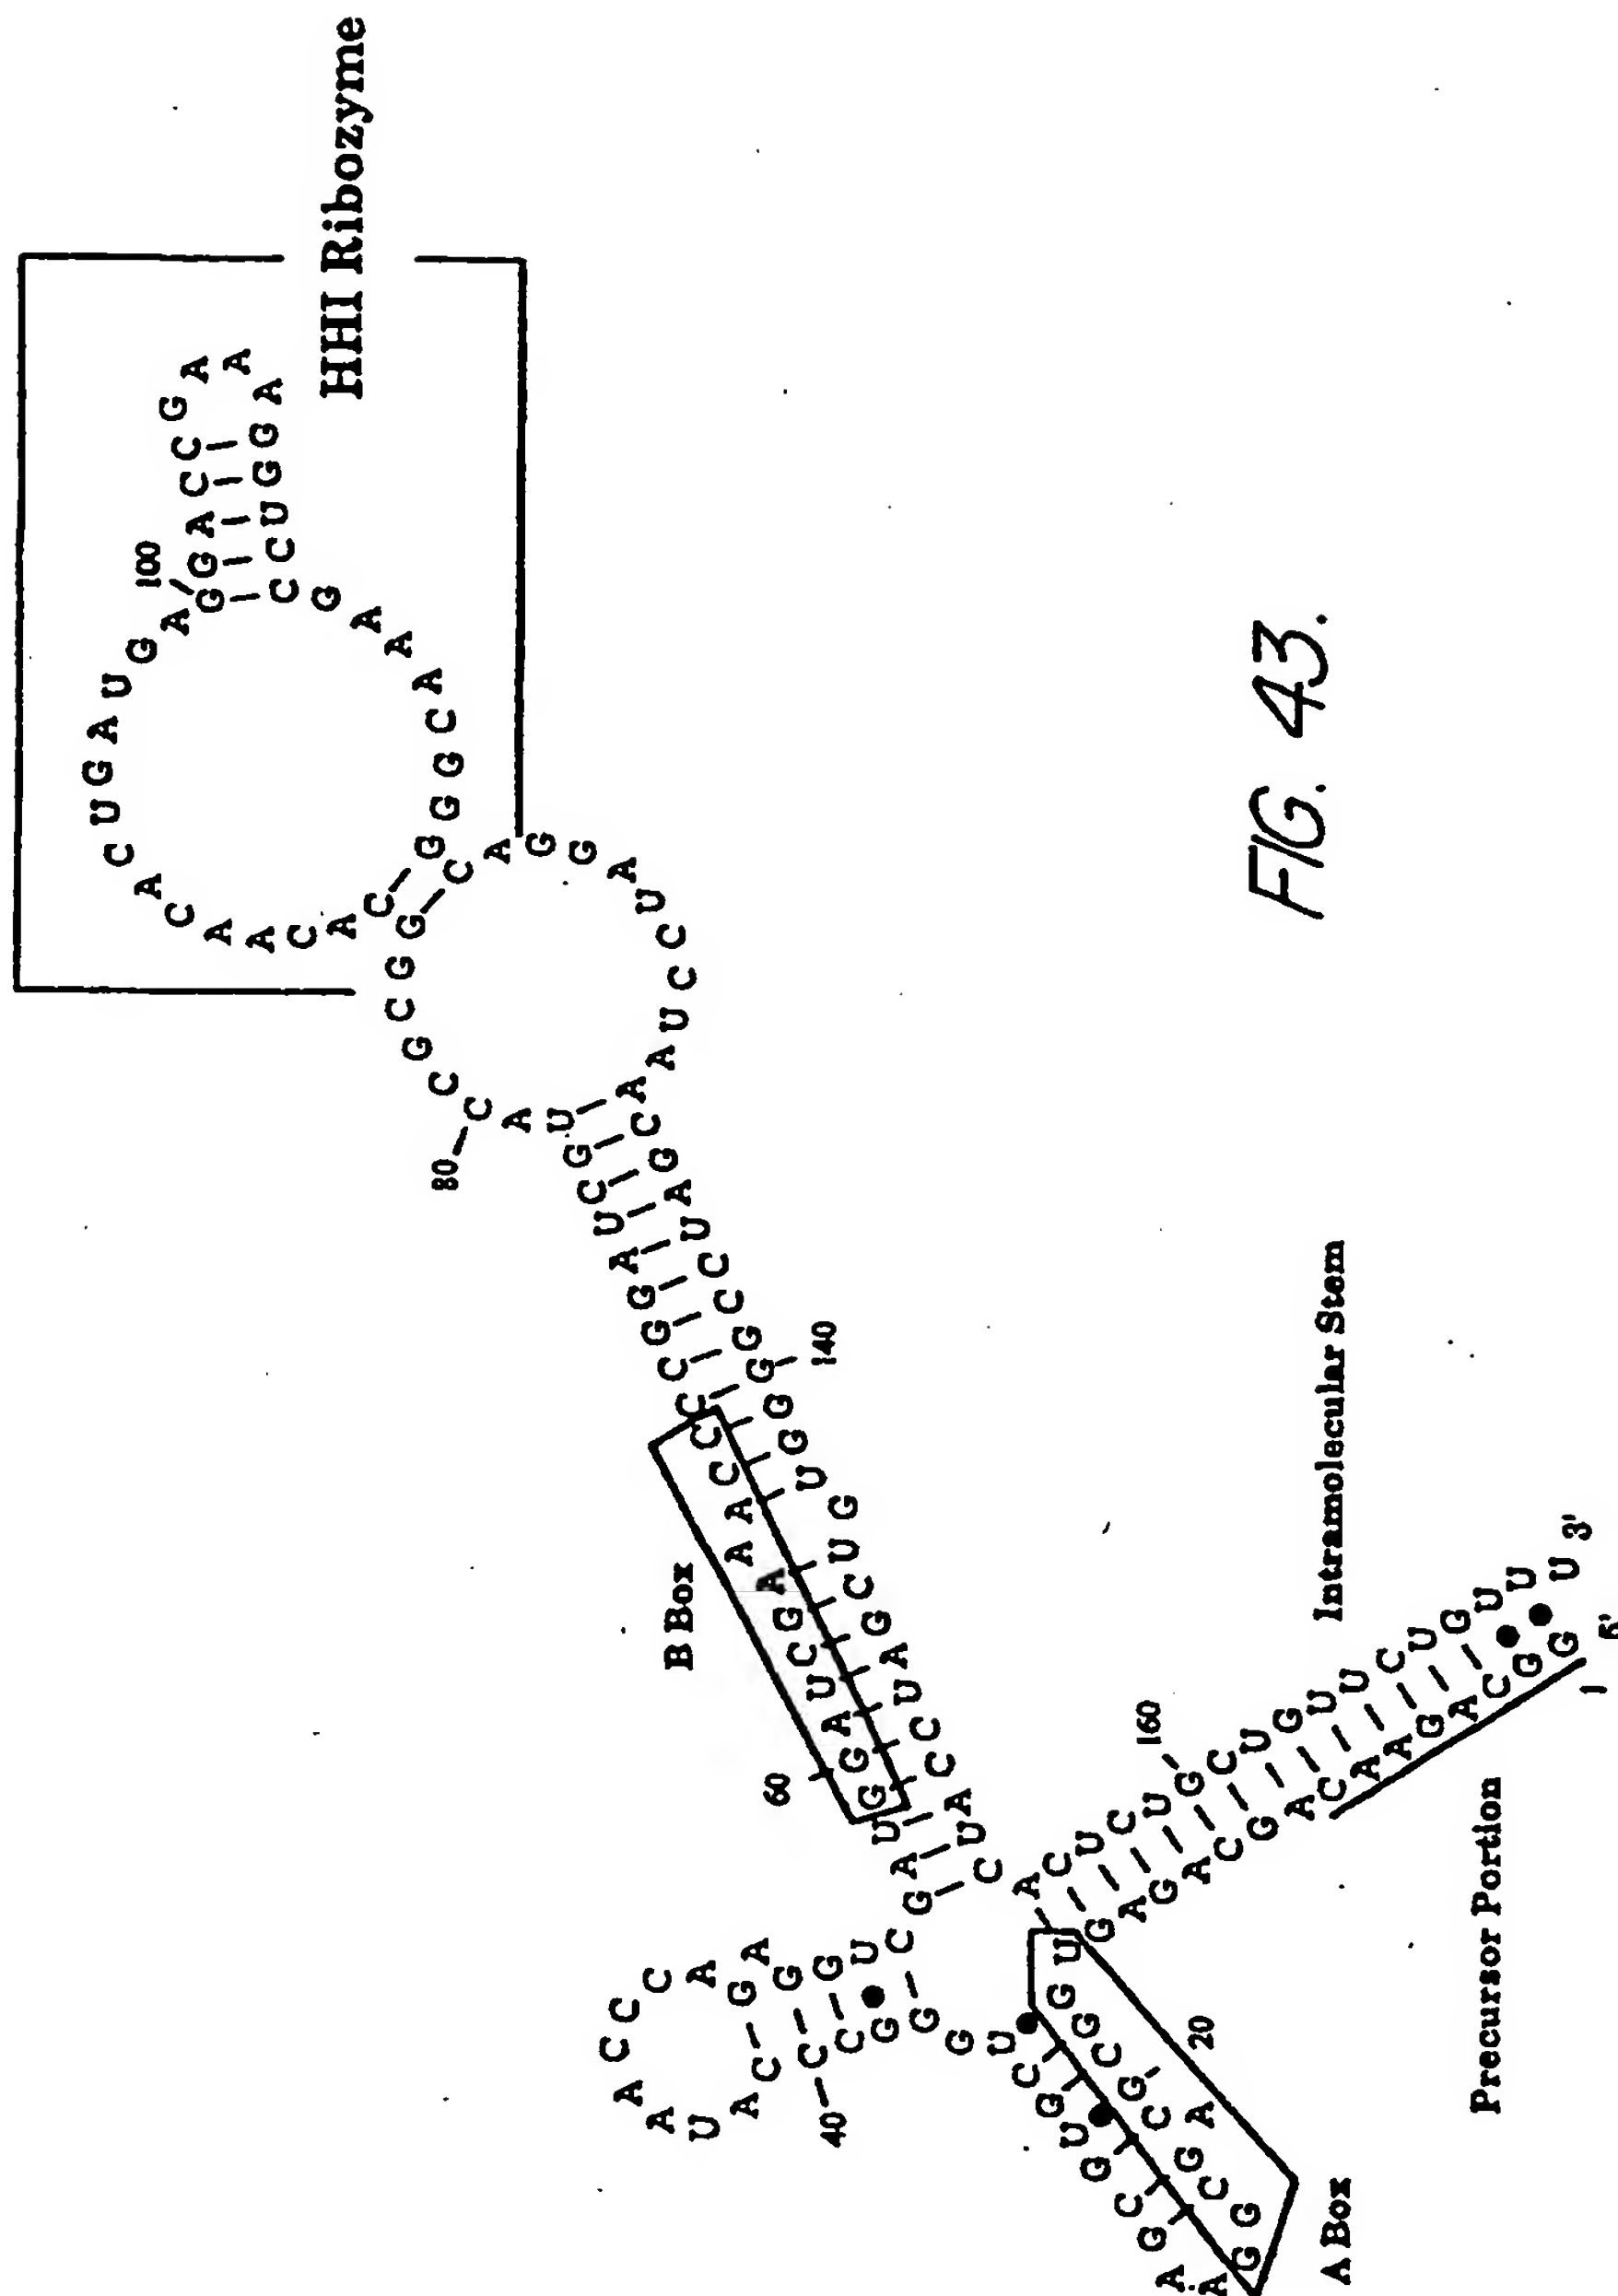 HHI Ribozyme
100
80
B Box
60
140
40
160
20
A Box
Intramolecular Stem
Precursor Portion
1
5'
GGCAGAACAGCAGAGUGGCGCAGCGGAAGCGUGCUGGGCCCAUAACCCAGAGGUCGAUGGAUCGAAACCCCGGAUCGUACCGCGGCACAACACUGAUGAGGACCGAAAGGUCCGAAACGGGCAGGAUCCUAACGAUCCGGGGUGUCGAUCCAUCACUCUGCUGUUCUGUUU
3'
FIG. 43.